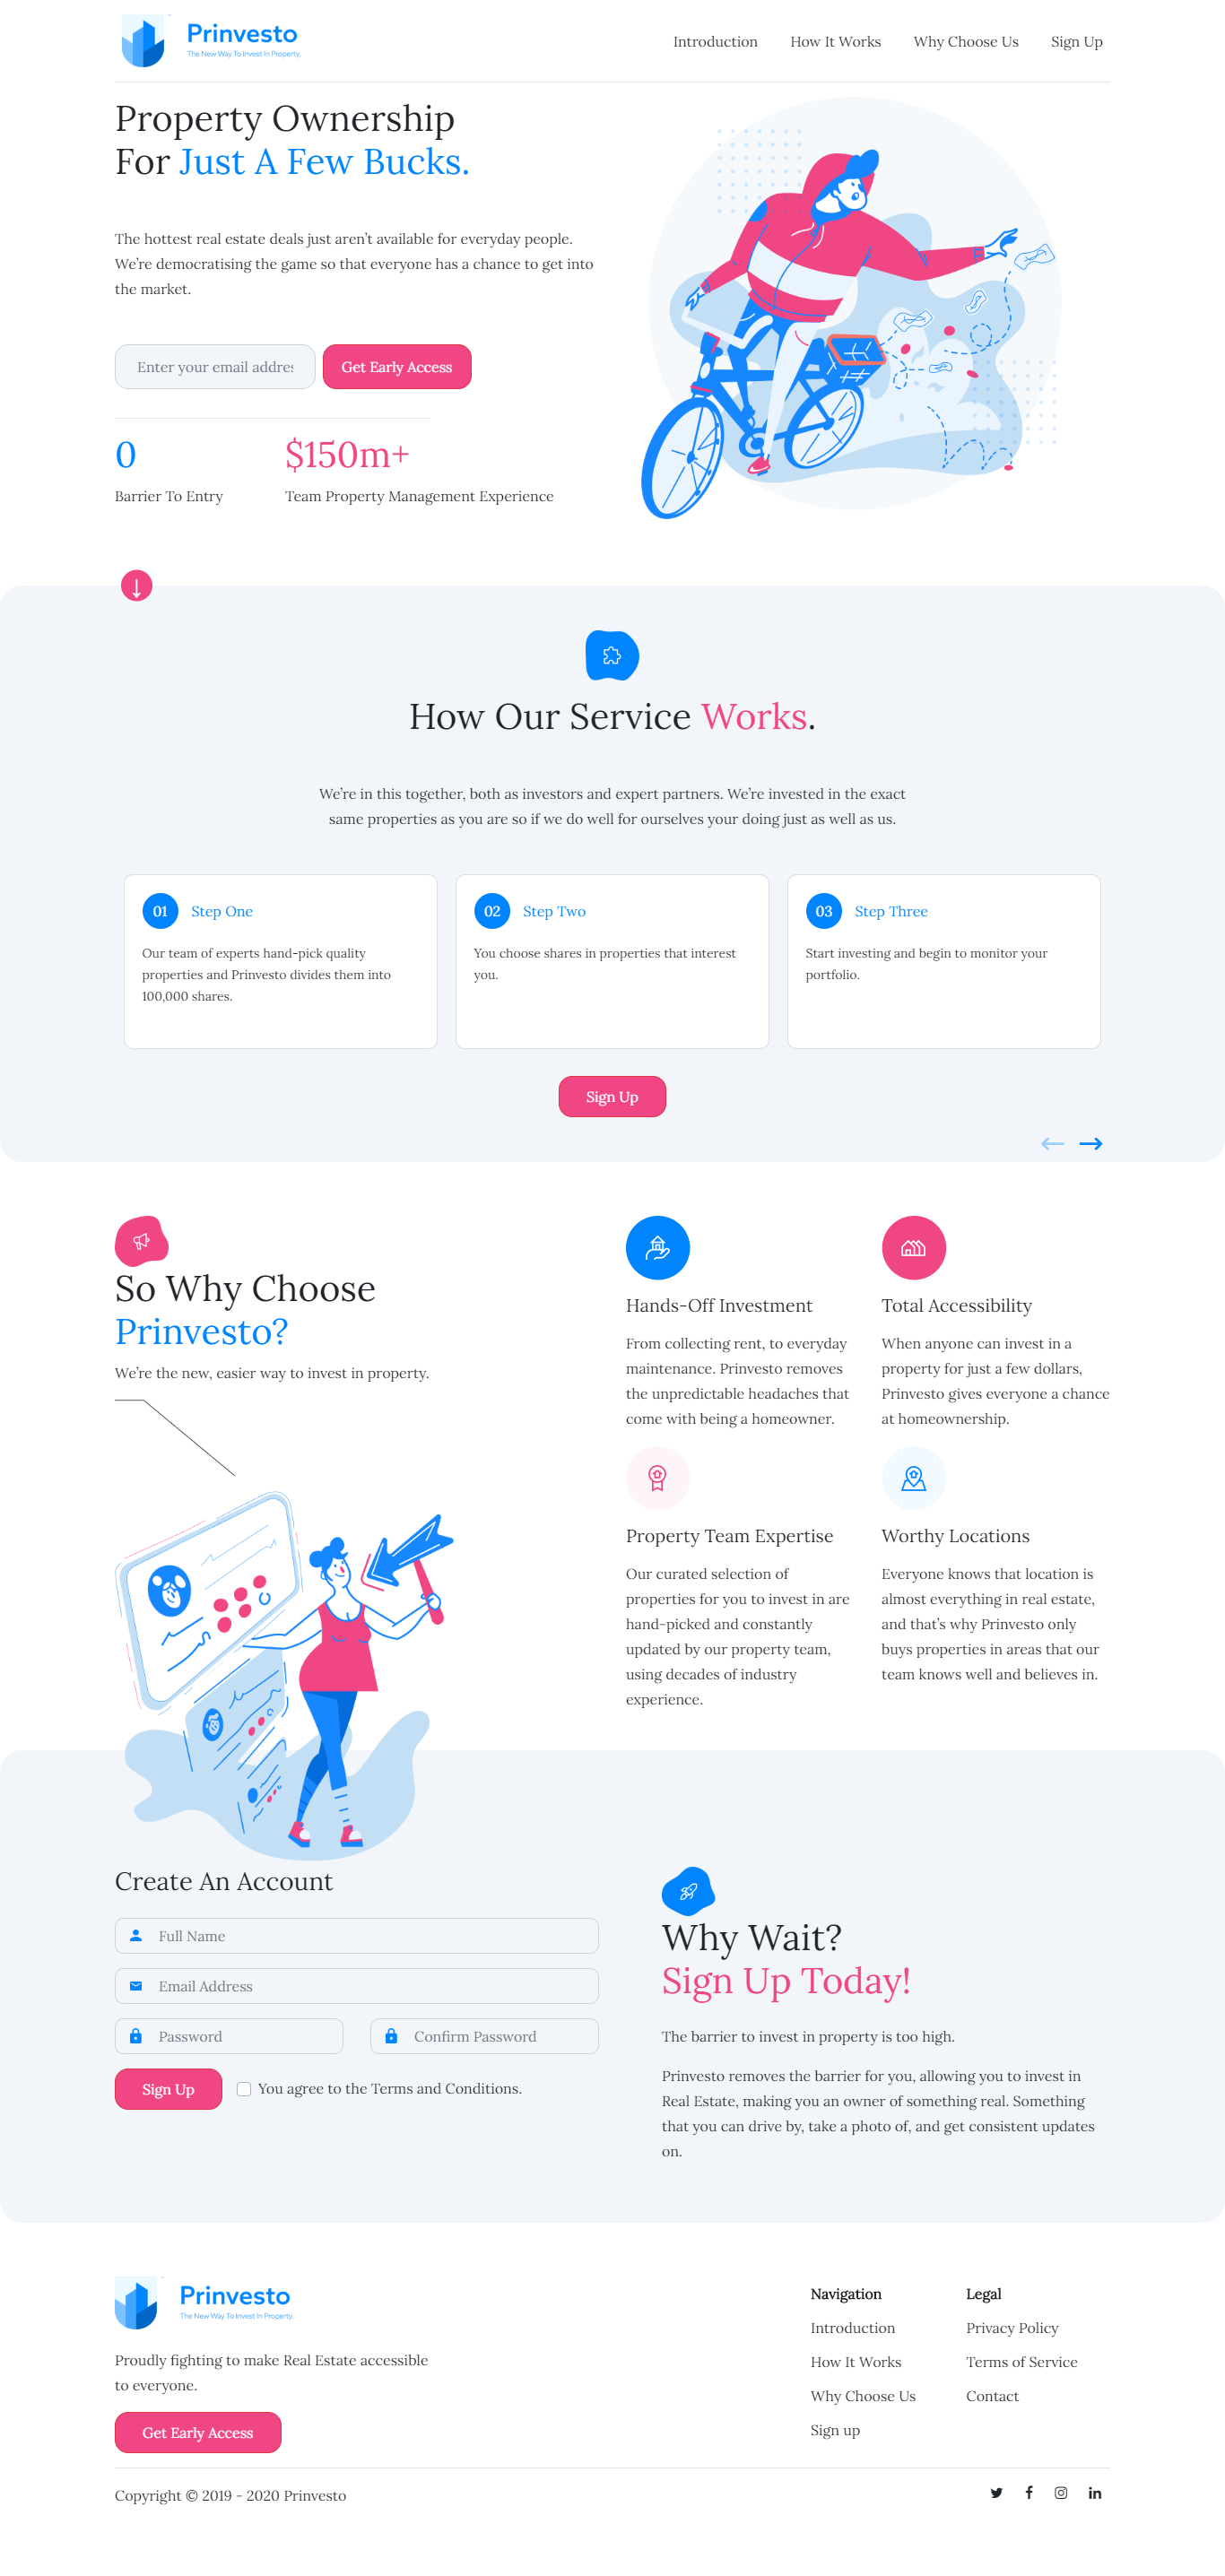 Prinvesto
The New Way To Invest In Property.
Introduction
How It Works
Why Choose Us
Sign Up
Property Ownership
For Just A Few Bucks.
The hottest real estate deals just aren’t available for everyday people.
We’re democratising the game so that everyone has a chance to get into
the market.
Enter your email addres
Get Early Access
0
Barrier To Entry
$150m+
Team Property Management Experience
How Our Service Works.
We’re in this together, both as investors and expert partners. We’re invested in the exact
same properties as you are so if we do well for ourselves your doing just as well as us.
01 Step One
Our team of experts hand-pick quality
properties and Prinvesto divides them into
100,000 shares.
02 Step Two
You choose shares in properties that interest
you.
03 Step Three
Start investing and begin to monitor your
portfolio.
Sign Up
So Why Choose
Prinvesto?
We’re the new, easier way to invest in property.
Hands-Off Investment
From collecting rent, to everyday
maintenance. Prinvesto removes
the unpredictable headaches that
come with being a homeowner.
Total Accessibility
When anyone can invest in a
property for just a few dollars,
Prinvesto gives everyone a chance
at homeownership.
Property Team Expertise
Our curated selection of
properties for you to invest in are
hand-picked and constantly
updated by our property team,
using decades of industry
experience.
Worthy Locations
Everyone knows that location is
almost everything in real estate,
and that’s why Prinvesto only
buys properties in areas that our
team knows well and believes in.
Create An Account
Full Name
Email Address
Password
Confirm Password
Sign Up
You agree to the Terms and Conditions.
Why Wait?
Sign Up Today!
The barrier to invest in property is too high.
Prinvesto removes the barrier for you, allowing you to invest in
Real Estate, making you an owner of something real. Something
that you can drive by, take a photo of, and get consistent updates
on.
Prinvesto
The New Way To Invest In Property.
Proudly fighting to make Real Estate accessible
to everyone.
Get Early Access
Navigation
Introduction
How It Works
Why Choose Us
Sign up
Legal
Privacy Policy
Terms of Service
Contact
Copyright © 2019 - 2020 Prinvesto